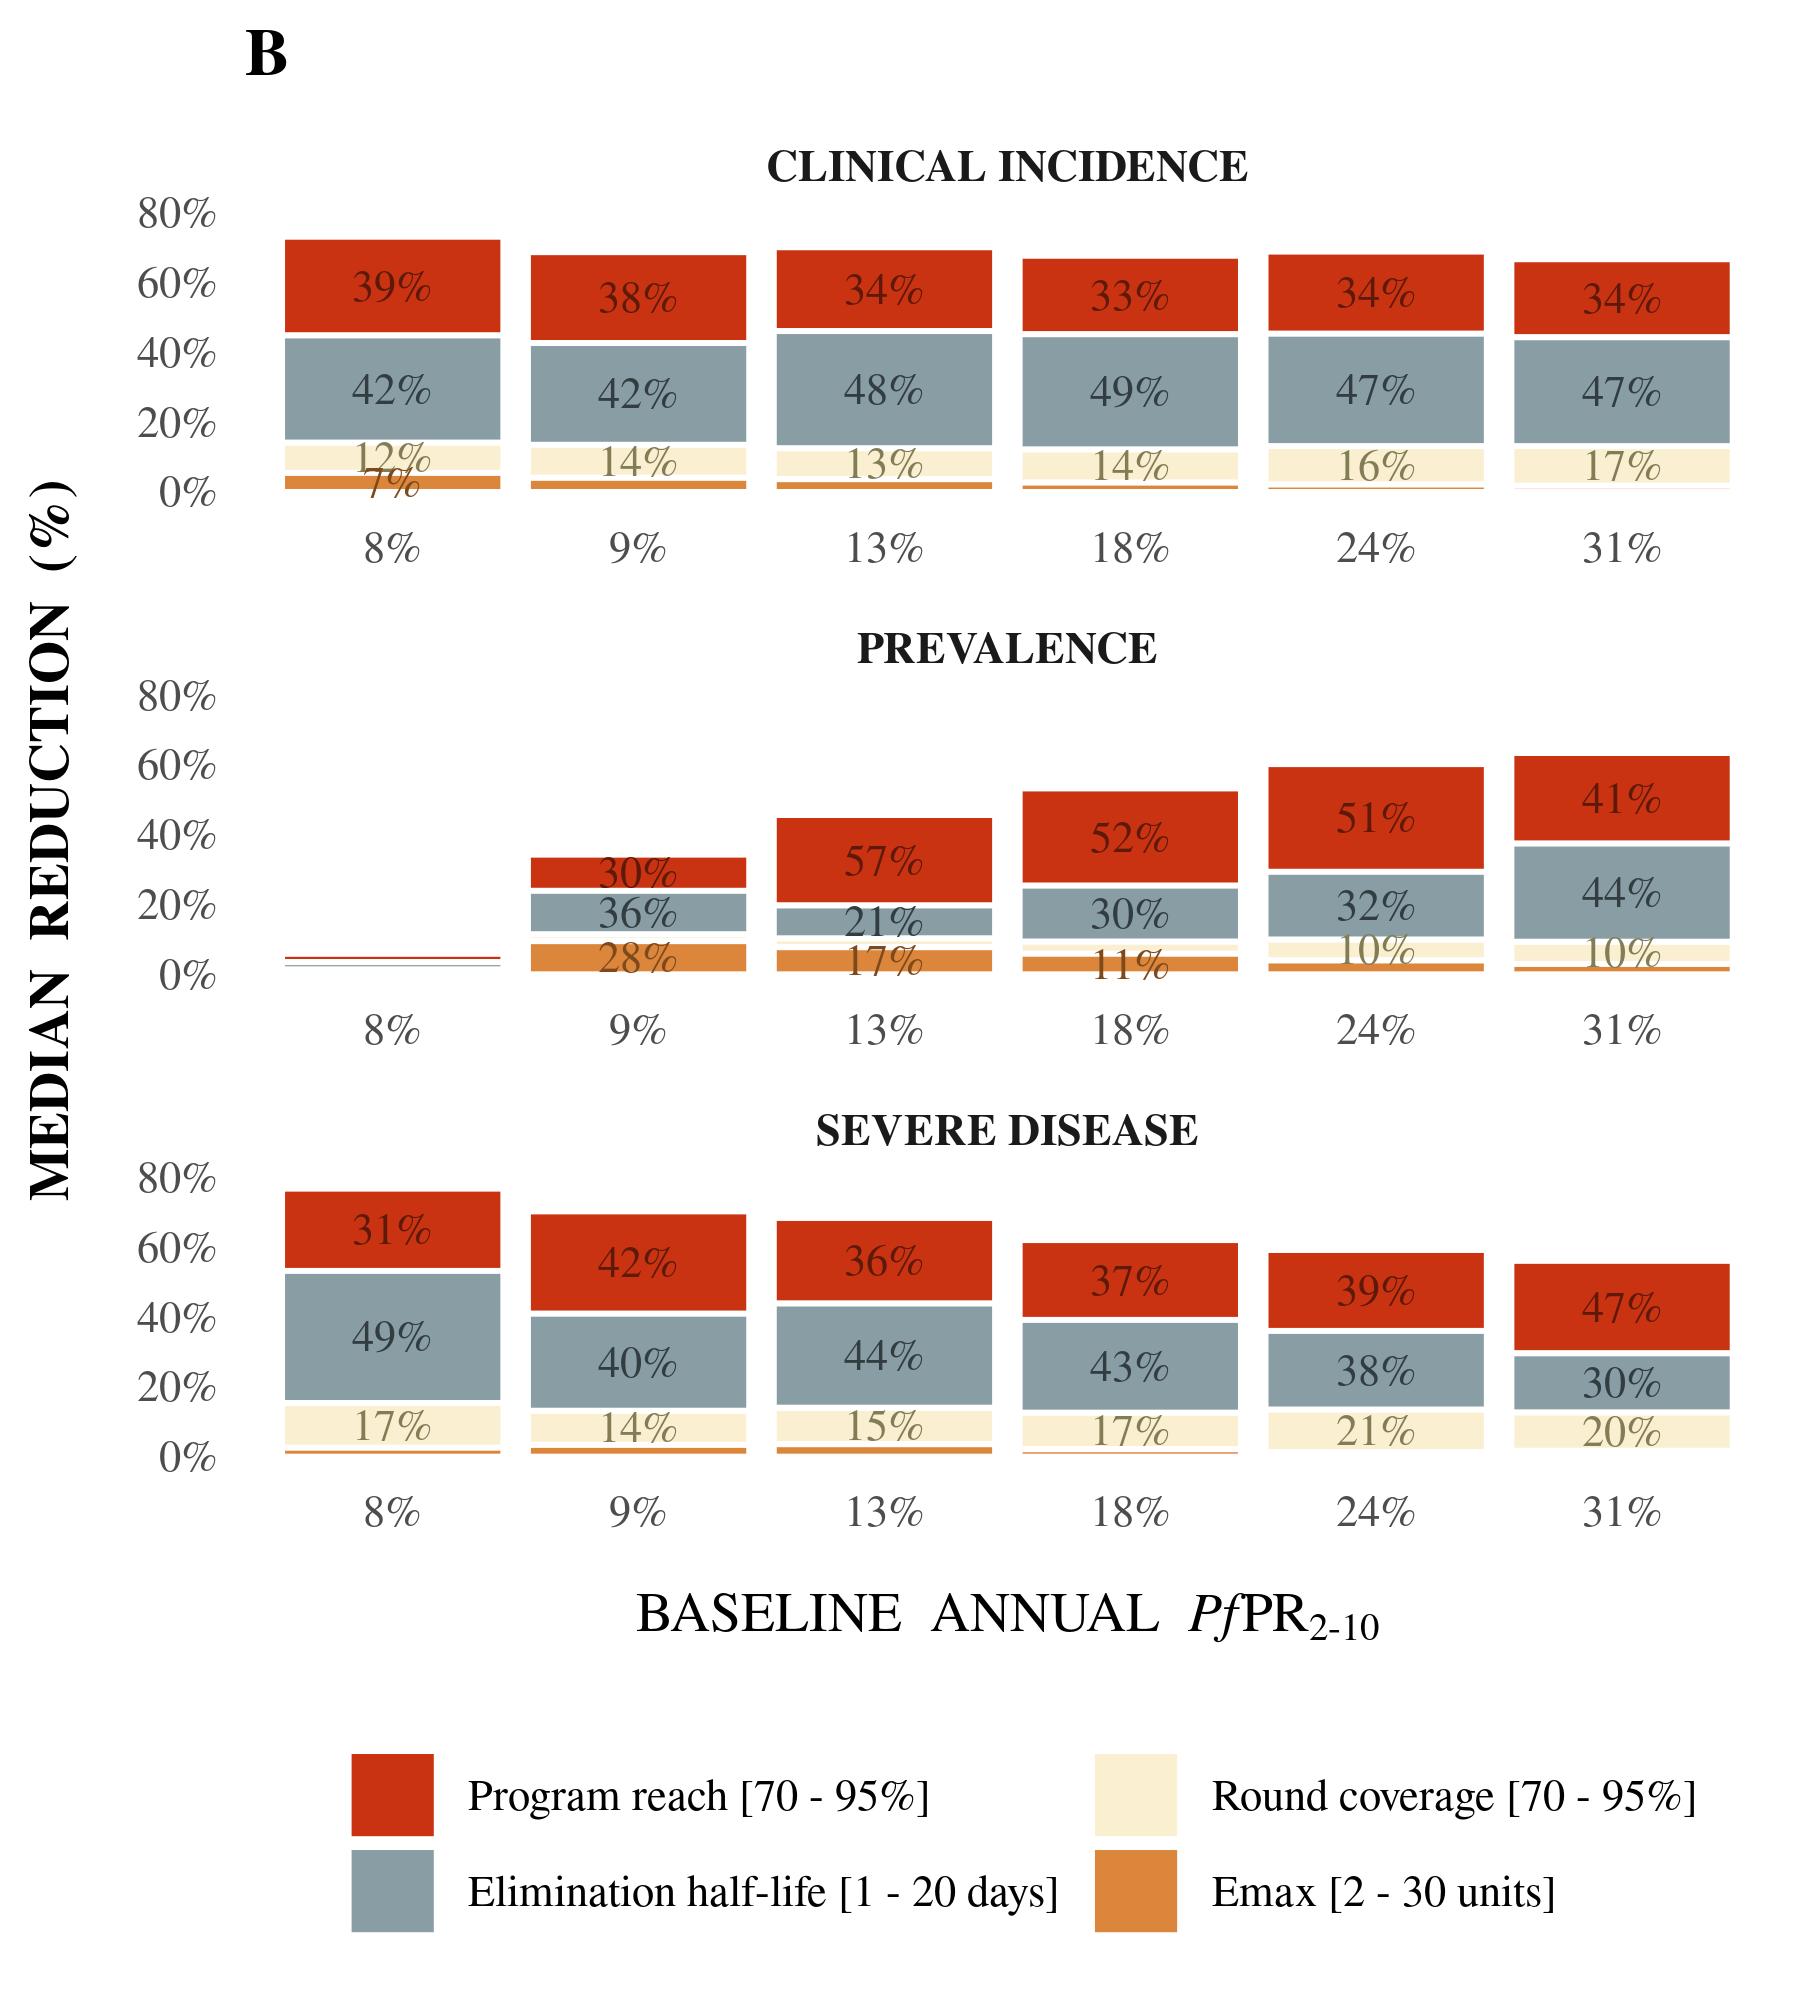 B
CLINICAL INCIDENCE
80%
60%
40%
20%
0%
39% 38% 34% 33% 34% 34%
42% 42% 48% 49% 47% 47%
12% 14% 13% 14% 16% 17%
7%
8% 9% 13% 18% 24% 31%
MEDIAN REDUCTION (%)
PREVALENCE
80%
60%
40%
20%
0%
30% 57% 52% 51% 41%
36% 21% 30% 32% 44%
10% 10%
28% 17% 11%
8% 9% 13% 18% 24% 31%
SEVERE DISEASE
80%
60%
40%
20%
0%
31% 42% 36% 37% 39% 47%
49% 40% 44% 43% 38% 30%
17% 14% 15% 17% 21% 20%
8% 9% 13% 18% 24% 31%
BASELINE ANNUAL PfPR2-10
Program reach [70 - 95%]
Round coverage [70 - 95%]
Elimination half-life [1 - 20 days]
Emax [2 - 30 units]